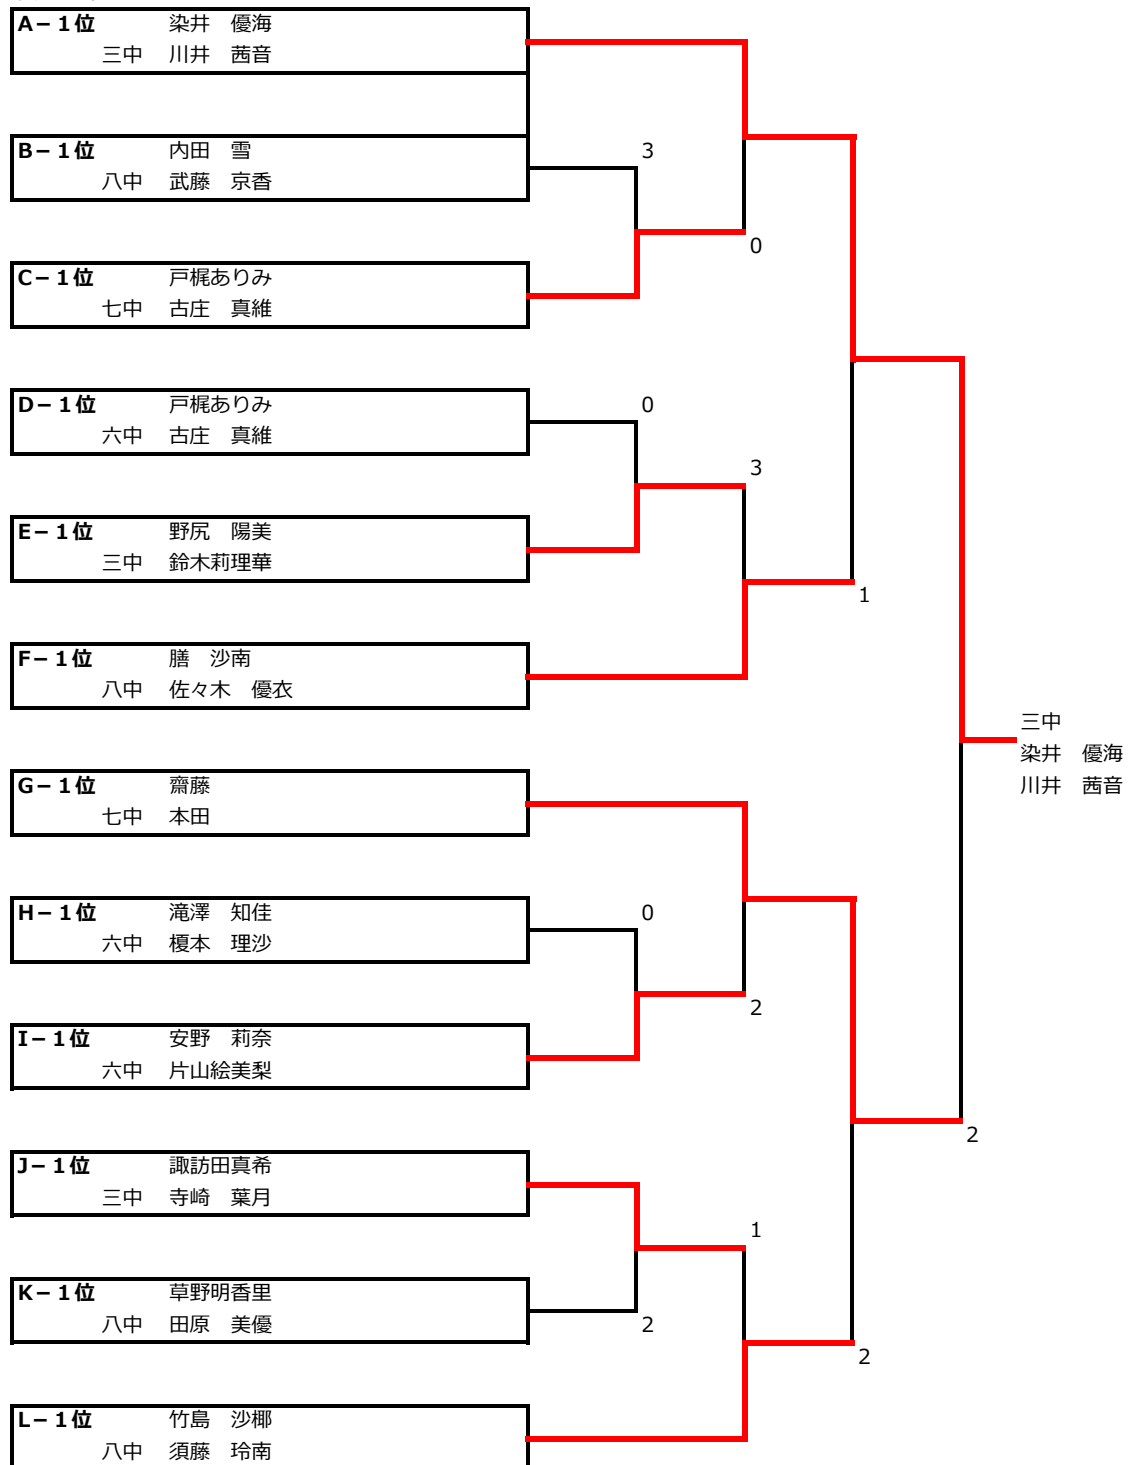 A－１位 染井　優海
三中 川井　茜音
B－１位 内田　雪
八中 武藤　京香
3
0
C－１位 戸梶ありみ
七中 古庄　真維
D－１位 戸梶ありみ
六中 古庄　真維
0
3
E－１位 野尻　陽美
三中 鈴木莉理華
1
F－１位 膳　沙南
八中 佐々木　優衣
三中
染井　優海
川井　茜音
G－１位 齋藤
七中 本田
H－１位 滝澤　知佳
六中 榎本　理沙
0
2
I－１位 安野　莉奈
六中 片山絵美梨
2
J－１位 諏訪田真希
三中 寺崎　葉月
1
K－１位 草野明香里
八中 田原　美優
2
2
L－１位 竹島　沙椰
八中 須藤　玲南